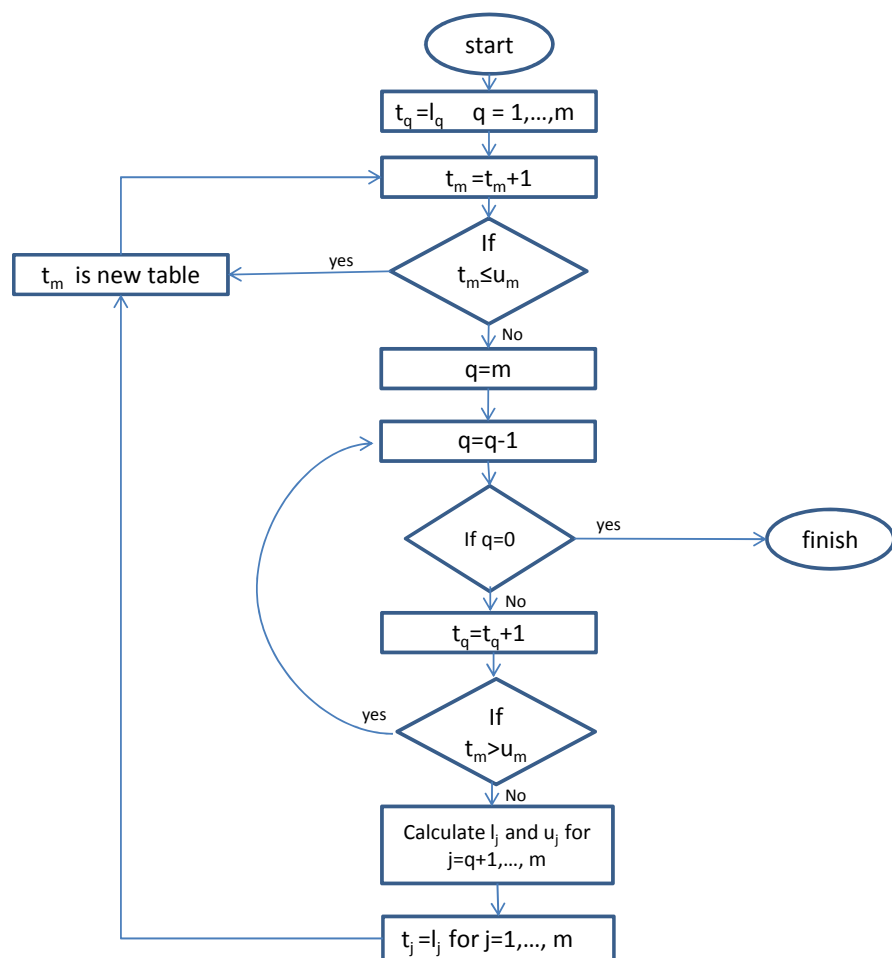 start
t_q =l_q q = 1,...,m
t_m =t_m+1
If
t_m≤u_m
yes
t_m is new table
No
q=m
q=q-1
If q=0
yes
finish
No
t_q=t_q+1
If
t_m>u_m
yes
No
Calculate l_j and u_j for
j=q+1,..., m
t_j =l_j for j=1,..., m